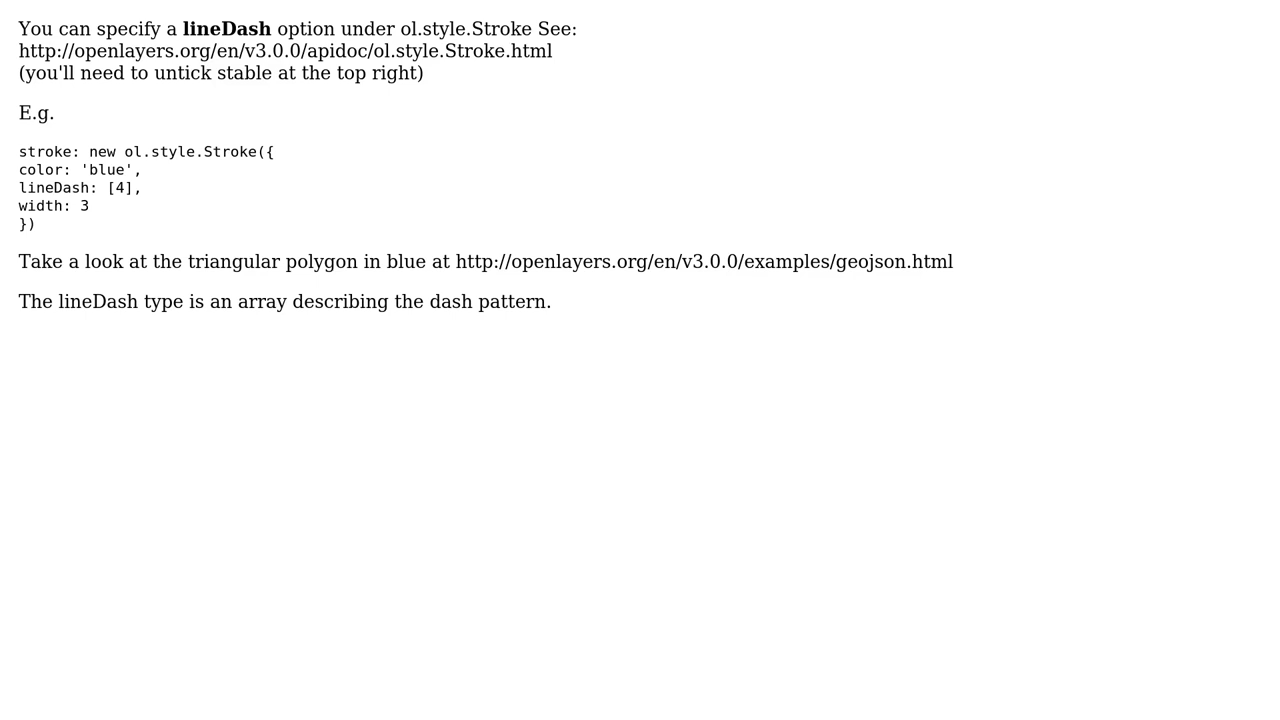 You can specify a lineDash option under ol.style.Stroke See:
http://openlayers.org/en/v3.0.0/apidoc/ol.style.Stroke.html
(you'll need to untick stable at the top right)
E.g.
stroke: new ol.style.Stroke({
color: 'blue',
lineDash: [4],
width: 3
})
Take a look at the triangular polygon in blue at http://openlayers.org/en/v3.0.0/examples/geojson.html
The lineDash type is an array describing the dash pattern.